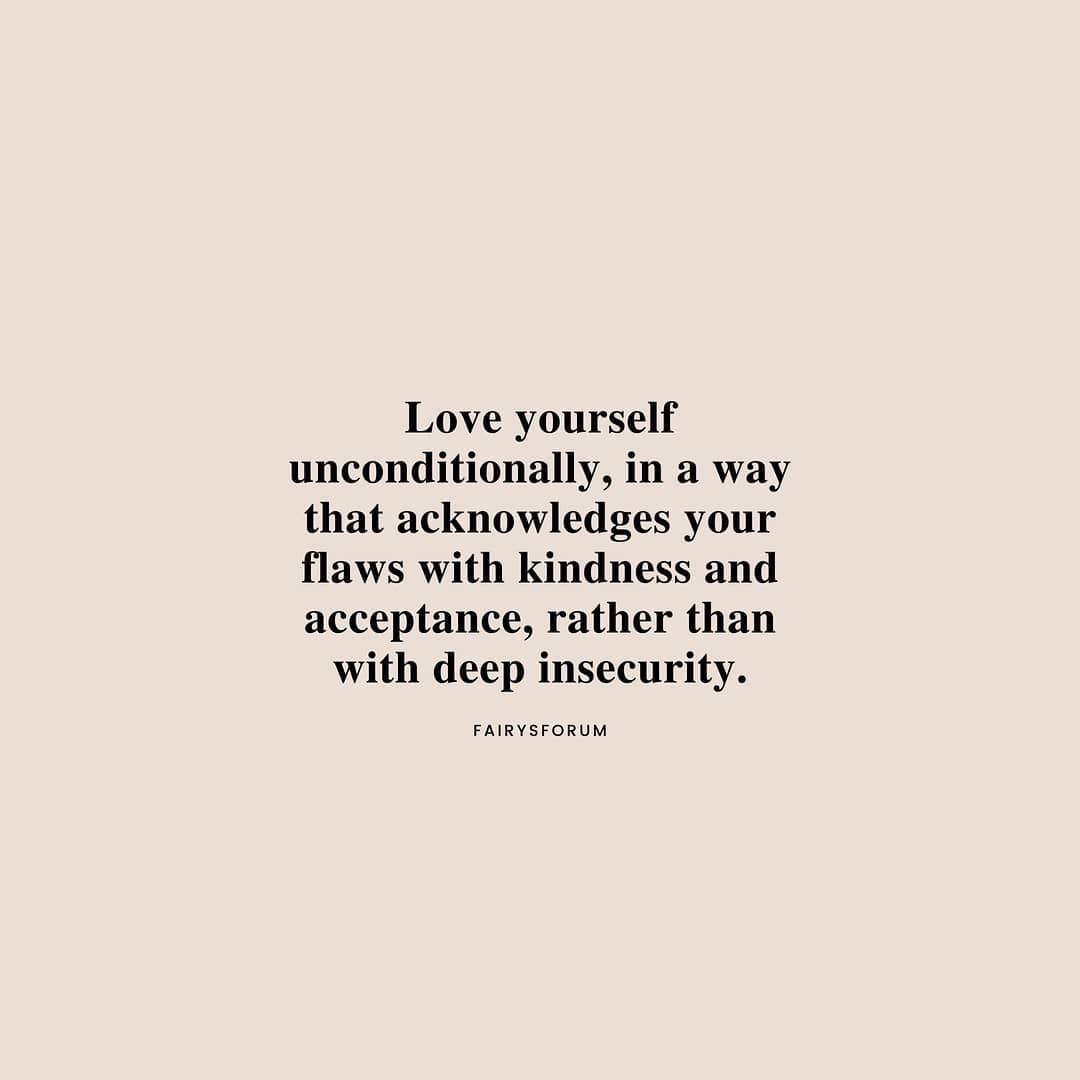 Love yourself
unconditionally, in a way
that acknowledges your
flaws with kindness and
acceptance, rather than
with deep insecurity.
FAIRYSFORUM